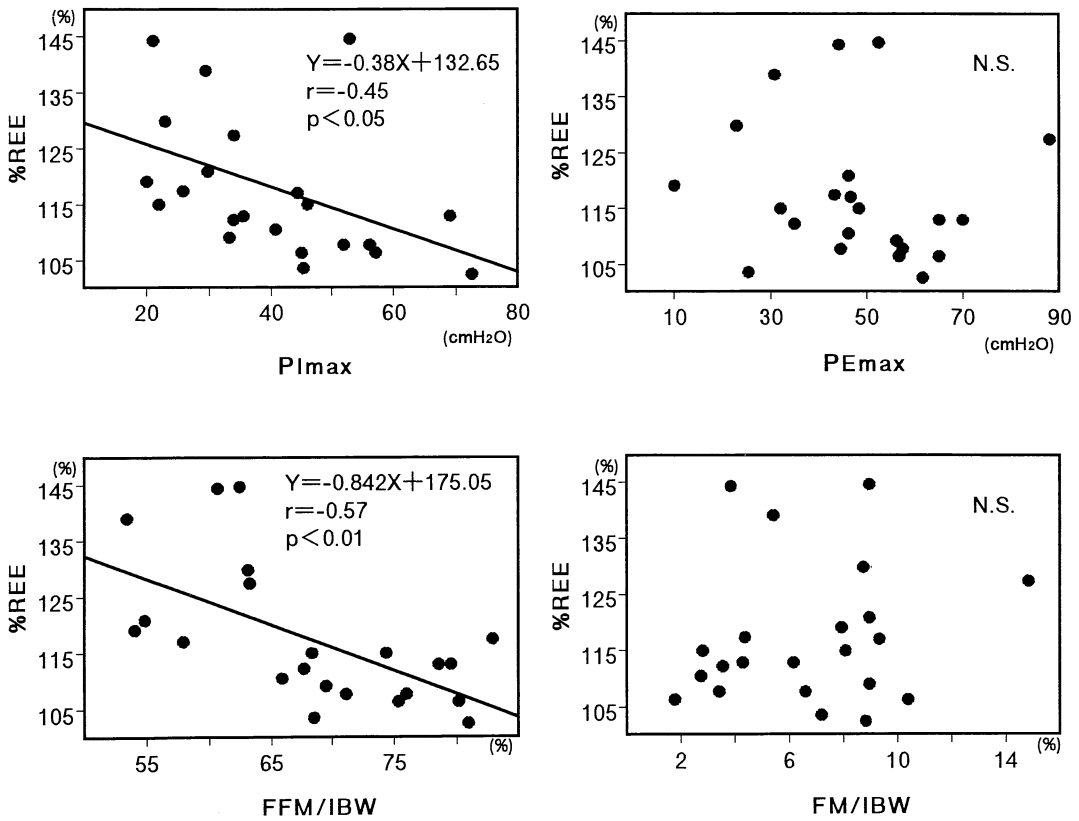 (%)
145
135
125
115
105
%REE
Y=-0.38X+132.65
r=-0.45
p<0.05
20 40 60 80
(cmH2O)
PImax
(%)
145
135
125
115
105
%REE
N.S.
10 30 50 70 90
(cmH2O)
PEmax
(%)
145
135
125
115
105
%REE
Y=-0.842X+175.05
r=-0.57
p<0.01
55 65 75 (%)
FFM/IBW
(%)
145
135
125
115
105
%REE
N.S.
2 6 10 14 (%)
FM/IBW